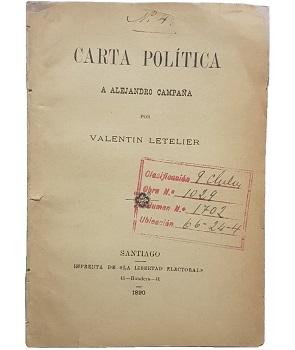 Nº 4
CARTA POLÍTICA
A ALEJANDRO CAMPAÑA
POR
VALENTIN LETELIER
Clasificación 9 Chile
Obra N.º 1029
Volumen N.º 1702
Ubicación 66-24-4
SANTIAGO
IMPRENTA DE «LA LIBERTAD ELECTORAL»
41—Bandera—41
1890